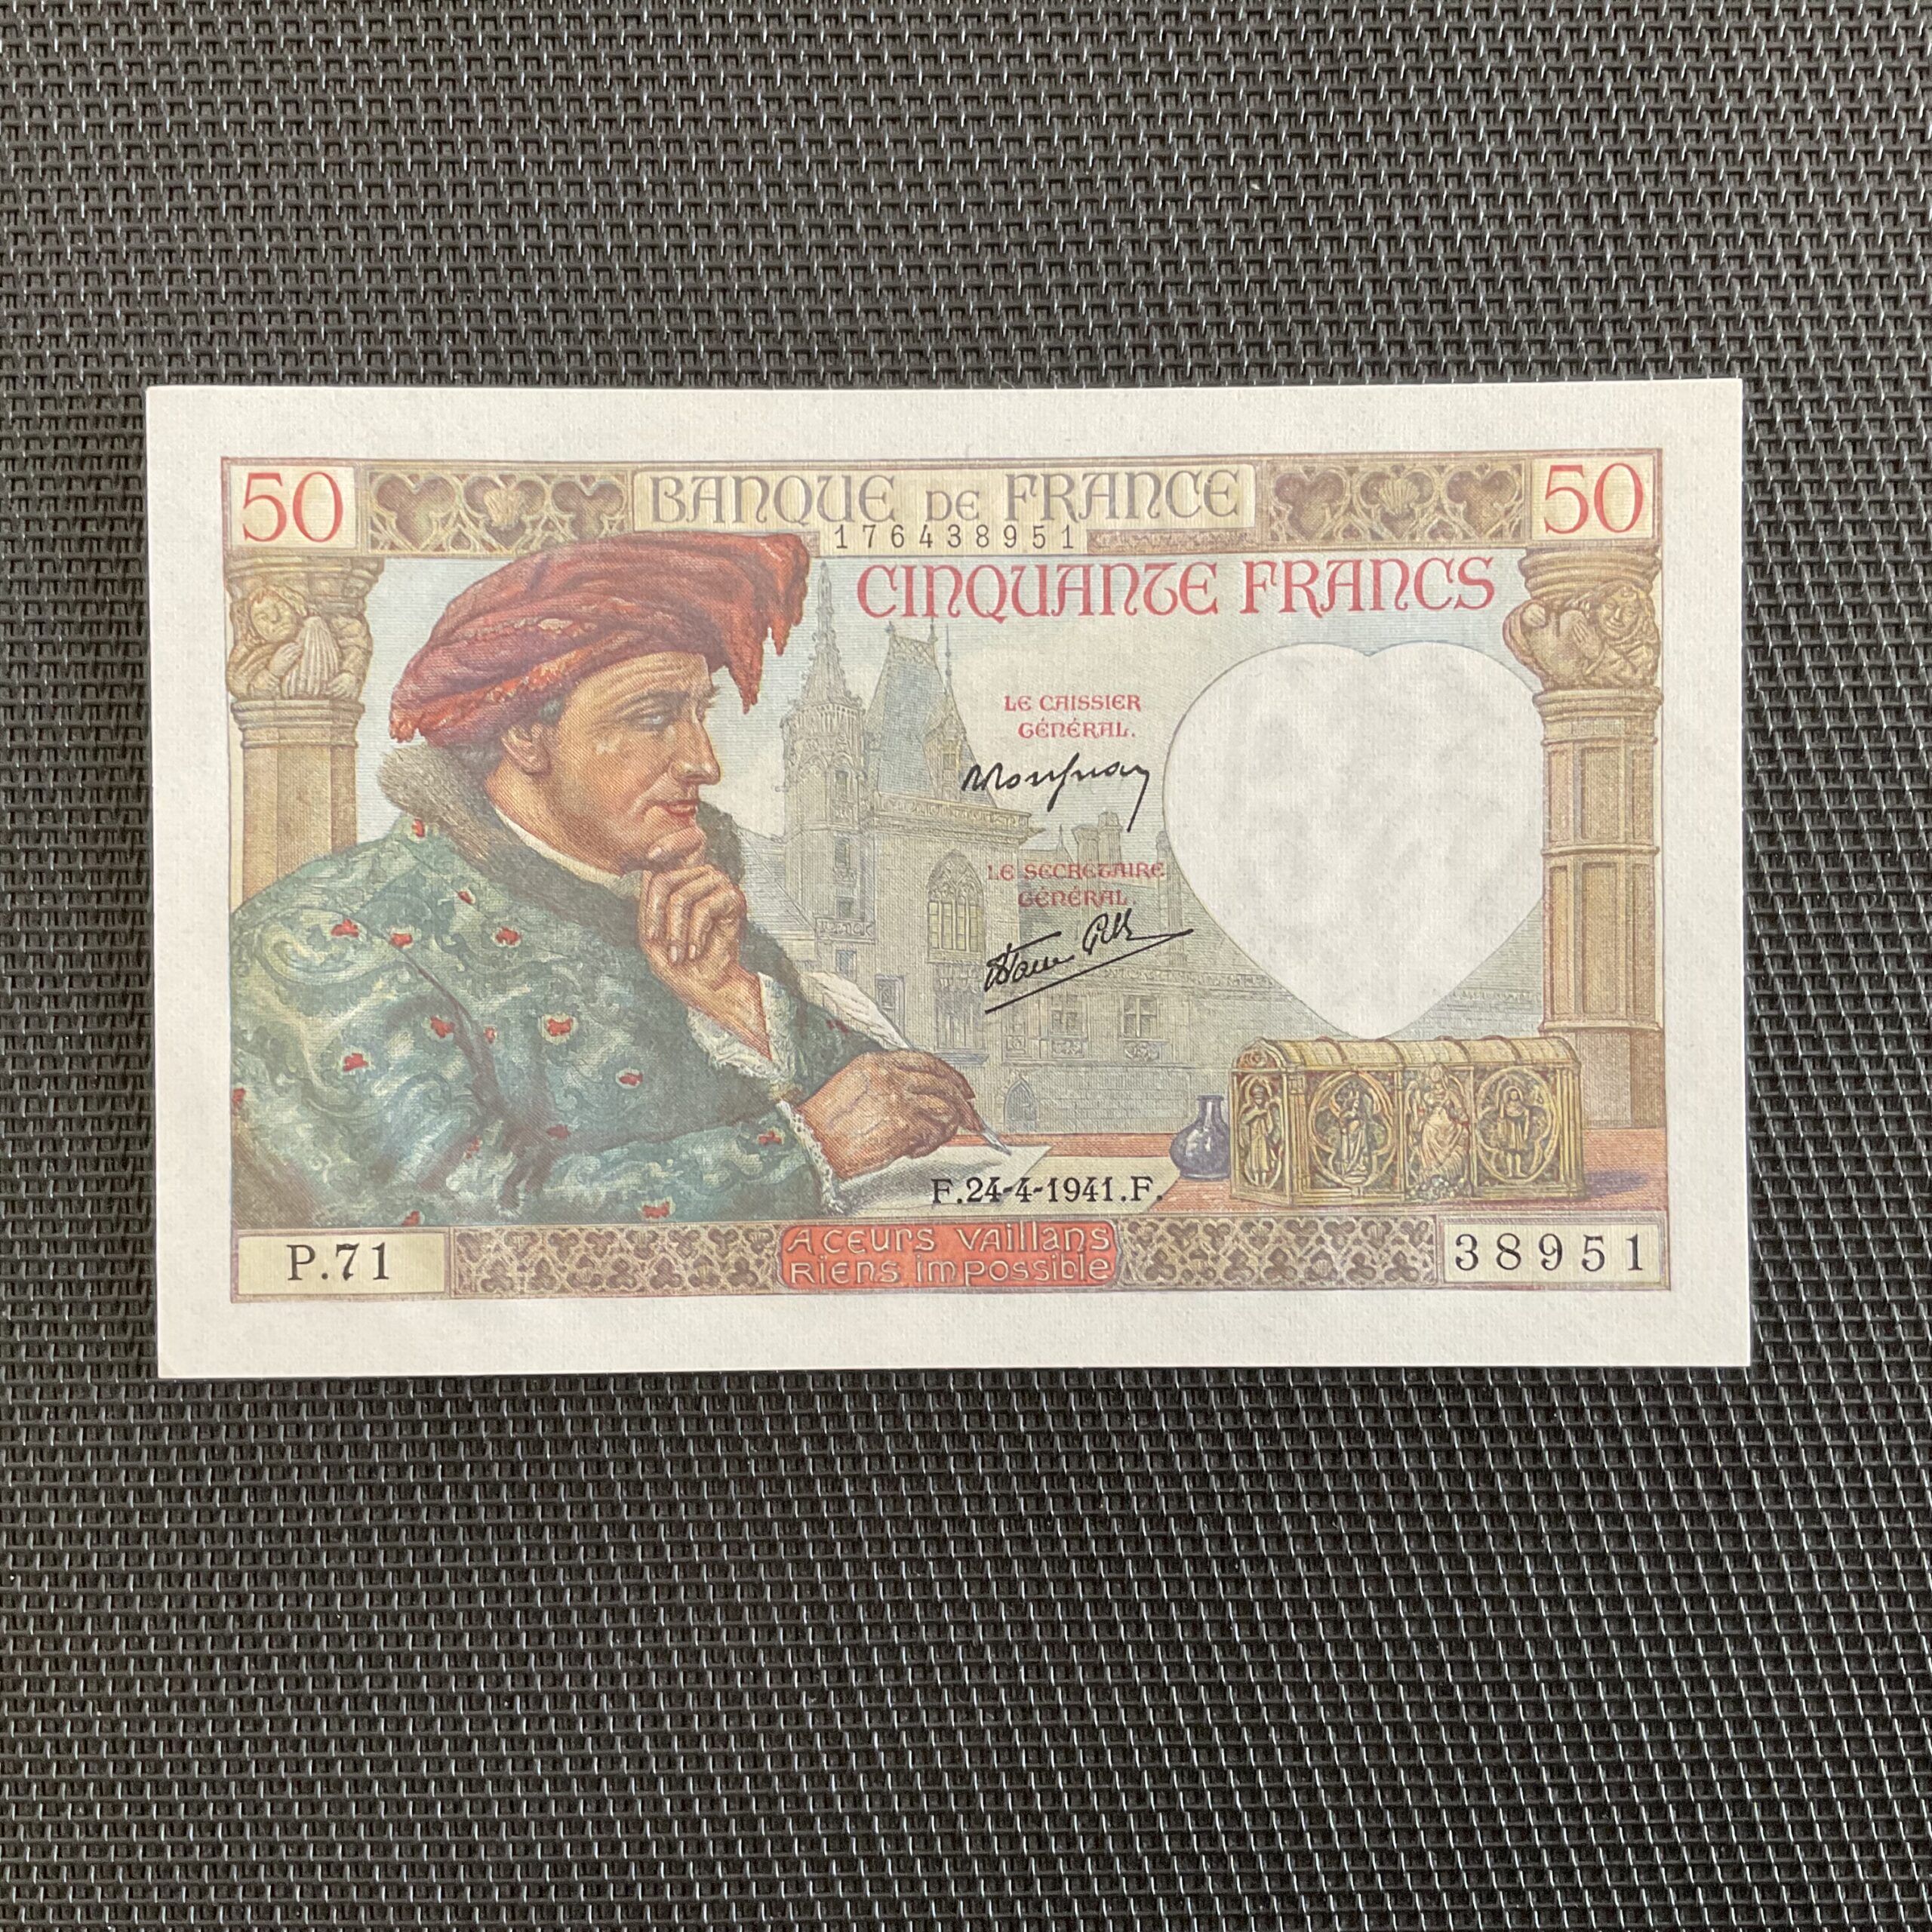 50 BANQUE DE FRANCE 50
176438951
CINQUANTE FRANCS
LE CAISSIER
GÉNÉRAL.
LE SECRÉTAIRE
GÉNÉRAL.
F.24-4-1941.F.
P.71
A CEURS VAILLANS
RIENS IMPOSSIBLE
38951